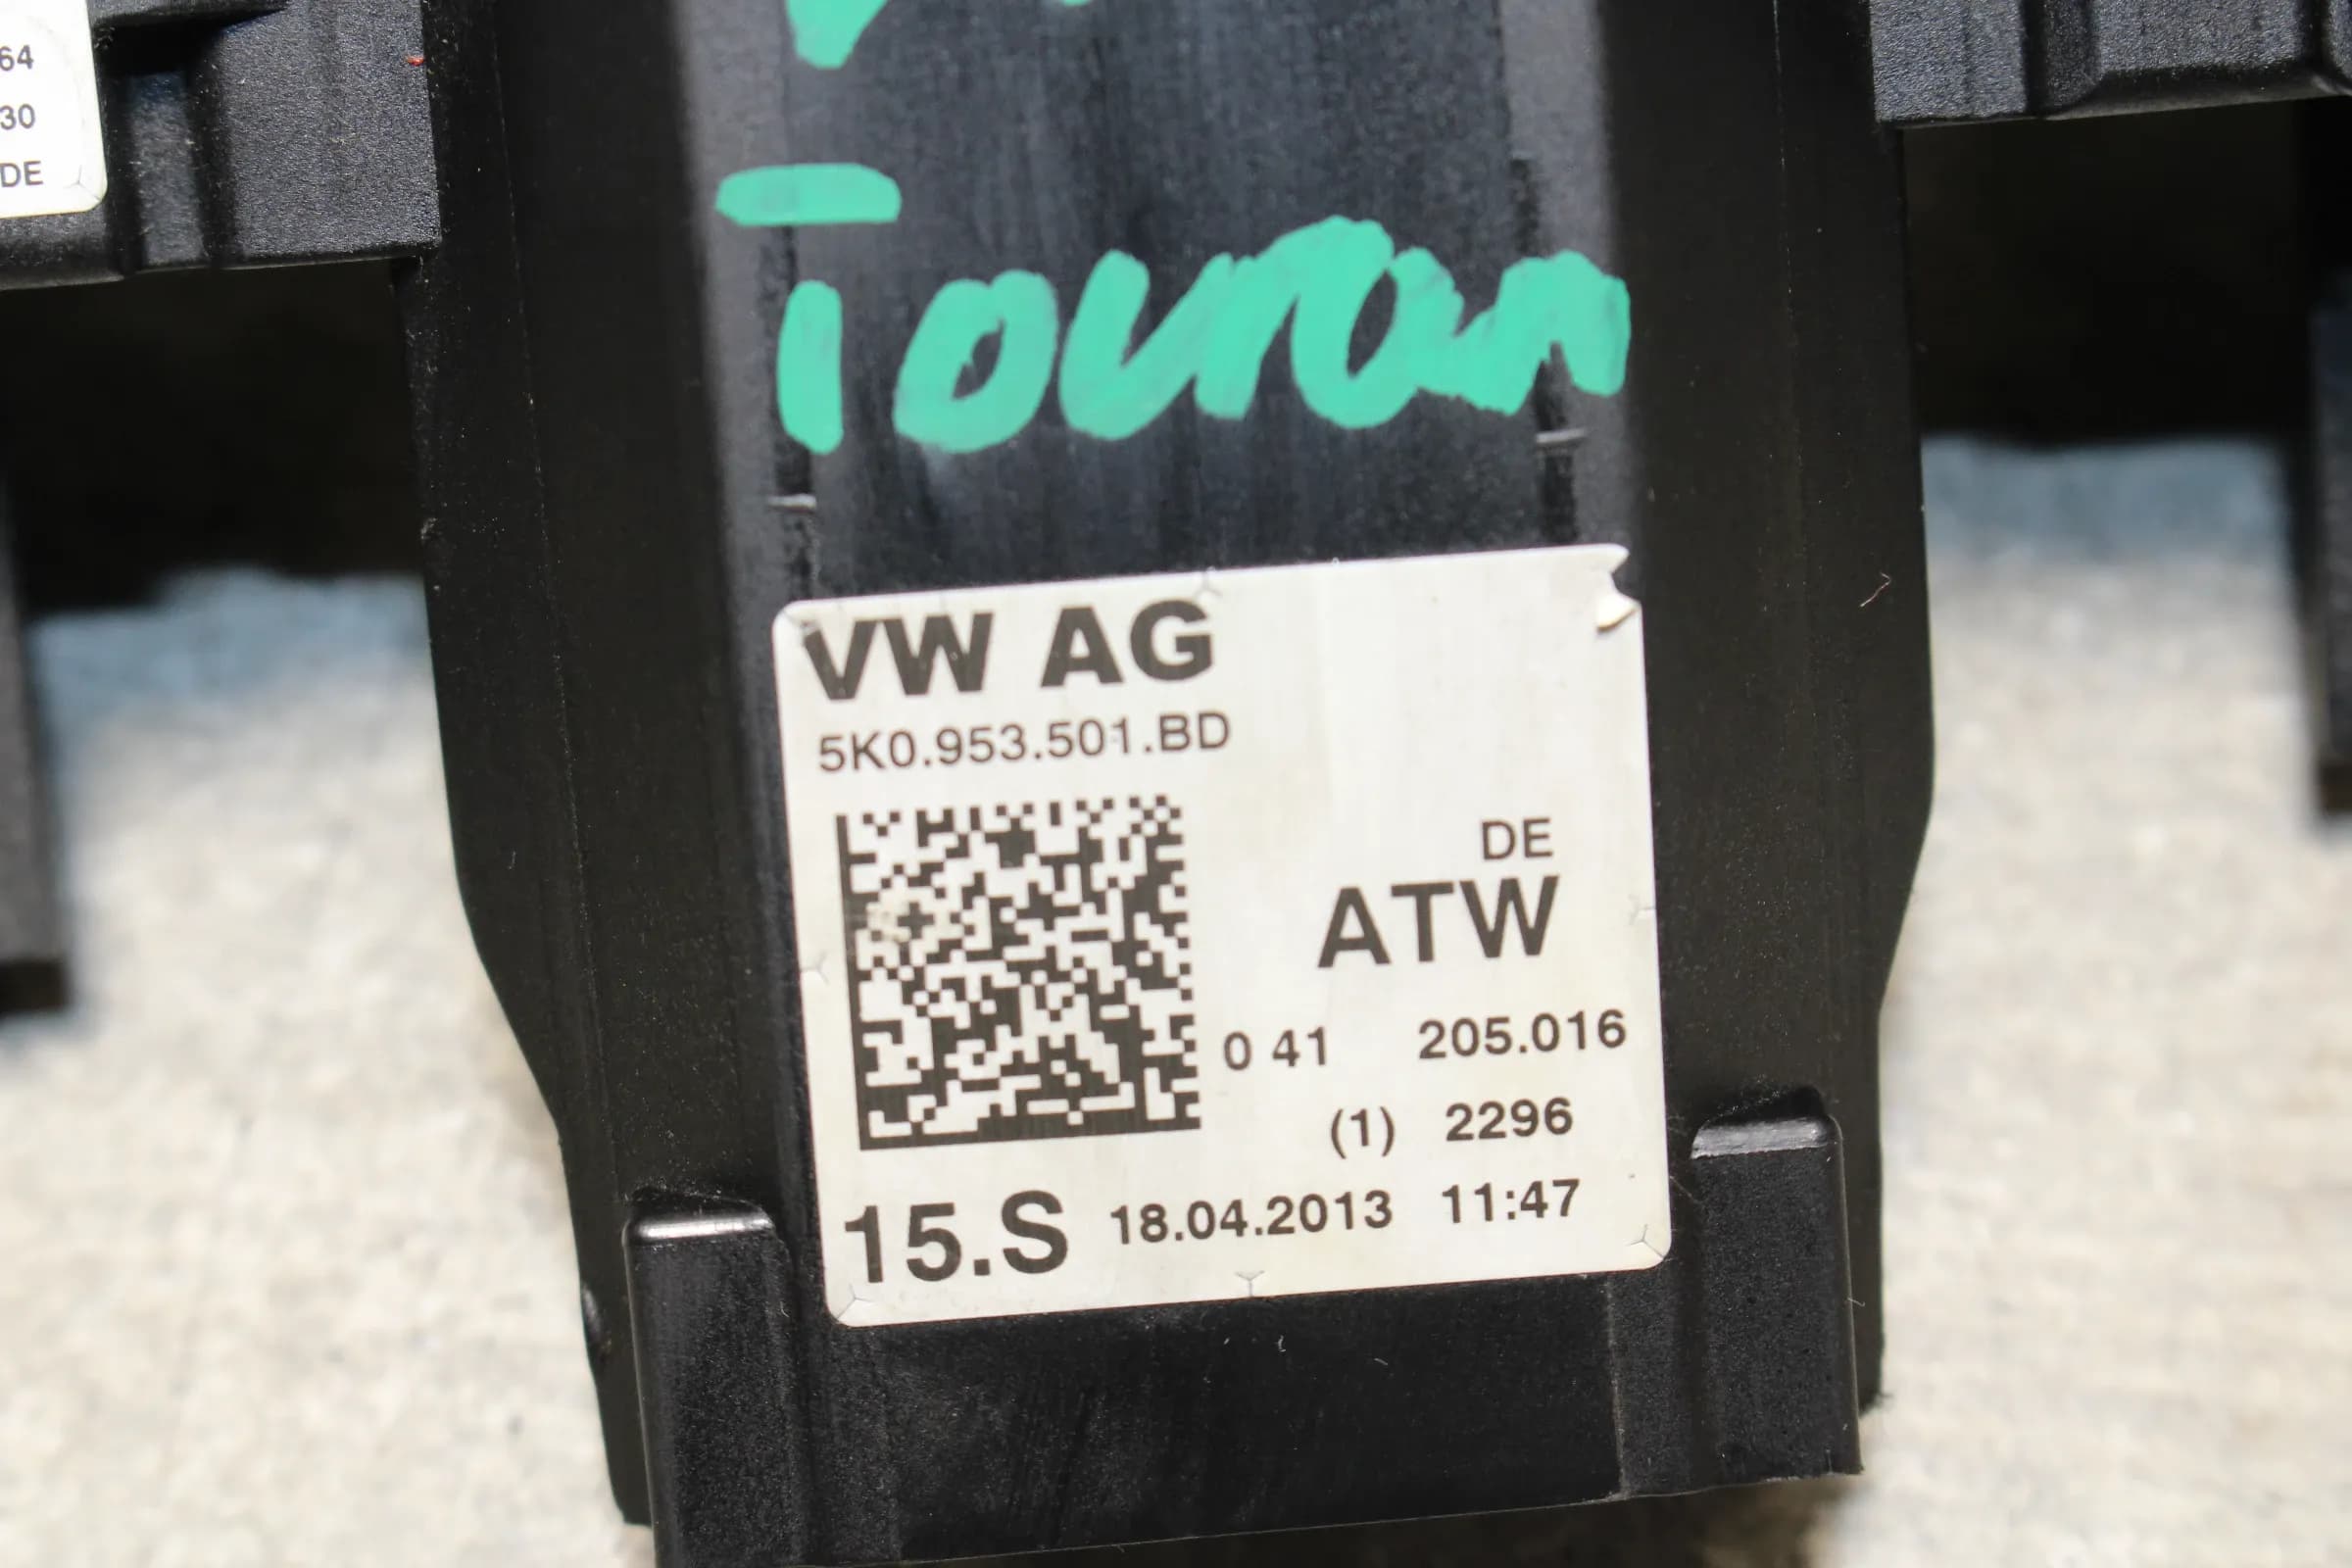 64
30
DE
Touran
VW AG
5K0.953.501.BD
DE
ATW
0 41 205.016
(1) 2296
15.S 18.04.2013 11:47